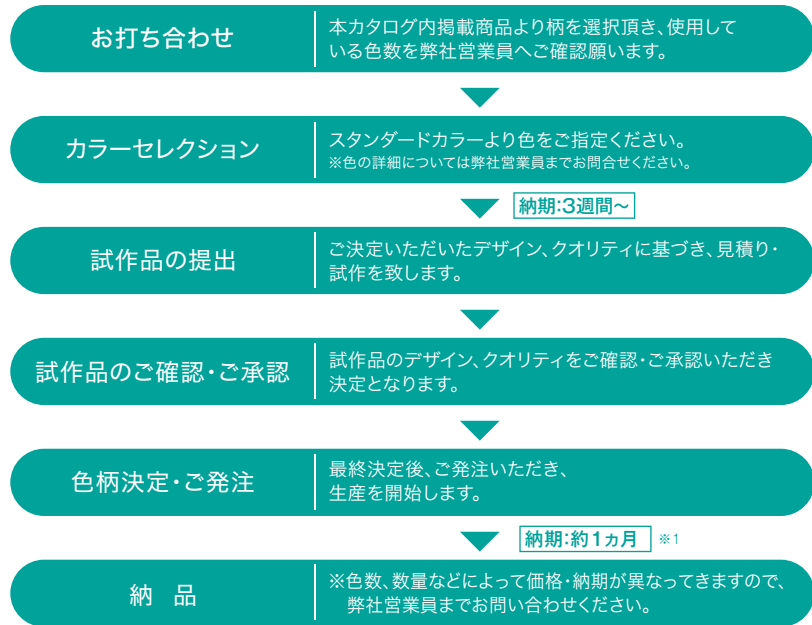 お打ち合わせ
本カタログ内掲載商品より柄を選択頂き、使用して
いる色数を弊社営業員へご確認願います。
カラーセレクション
スタンダードカラーより色をご指定ください。
※色の詳細については弊社営業員までお問合せください。
納期:3週間〜
試作品の提出
ご決定いただいたデザイン、クオリティに基づき、見積り・
試作を致します。
試作品のご確認・ご承認
試作品のデザイン、クオリティをご確認・ご承認いただき
決定となります。
色柄決定・ご発注
最終決定後、ご発注いただき、
生産を開始します。
納期:約1ヵ月 ※1
納 品
※色数、数量などによって価格・納期が異なってきますので、
弊社営業員までお問い合わせください。